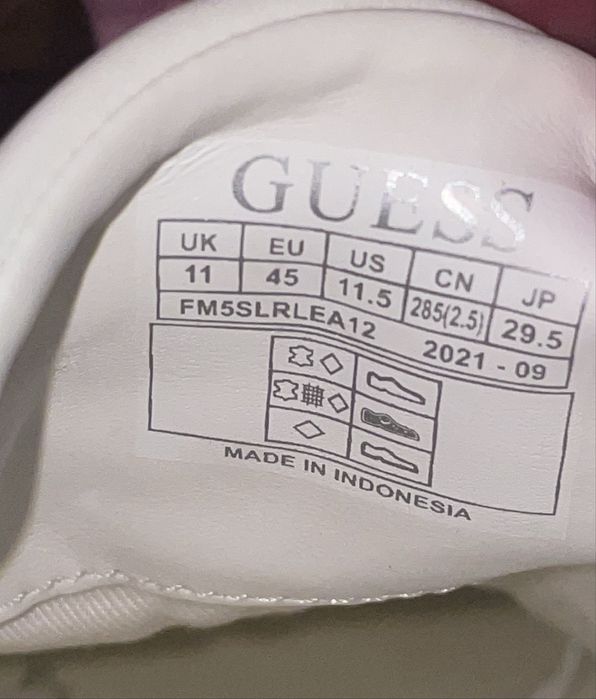 GUESS
UK EU US CN JP
11 45 11.5 285(2.5) 29.5
FM5SLRLEA12 2021 - 09
MADE IN INDONESIA